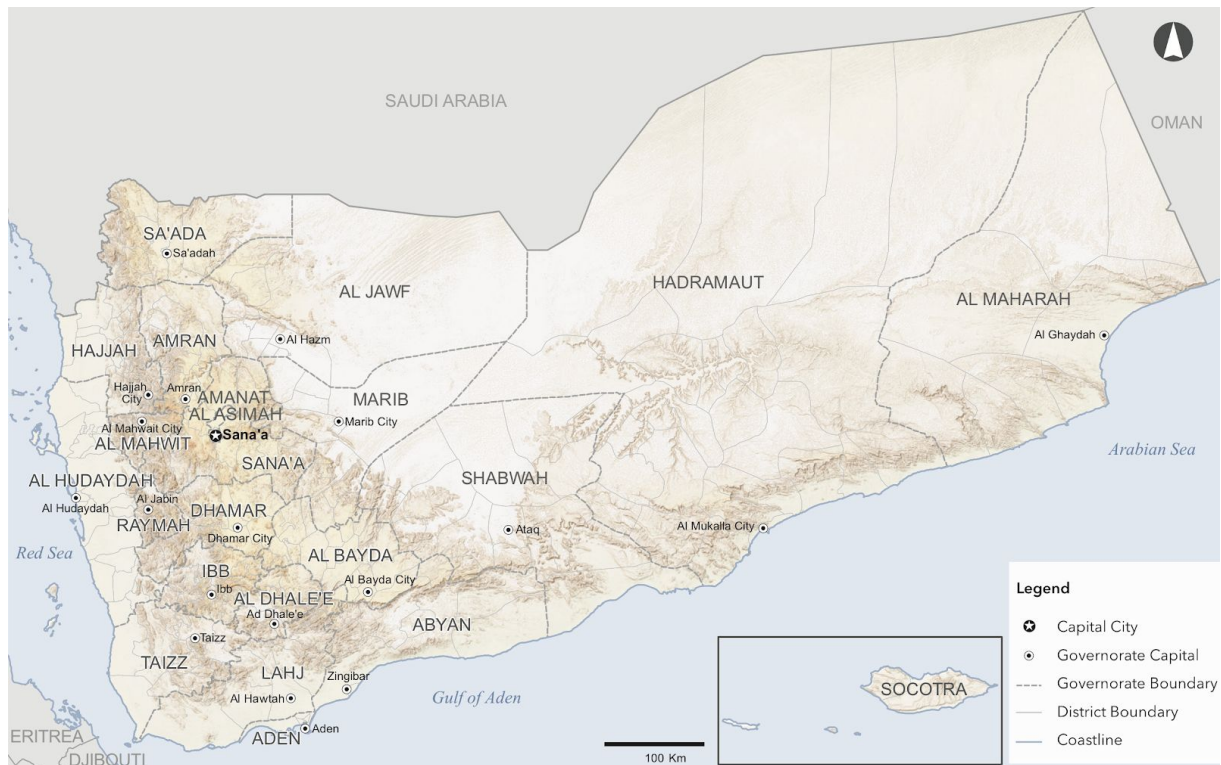 SAUDI ARABIA
OMAN
SA'ADA
Sa'adah
AL JAWF
HADRAMAUT
AL MAHARAH
Al Ghaydah
AMRAN
Al Hazm
HAJJAH
Hajjah
City
Amran
AMANAT
AL ASIMAH
MARIB
Marib City
Al Mahwait City
AL MAHWIT
Sana'a
Arabian Sea
SANA'A
AL HUDAYDAH
Al Hudaydah
Al Jabin
RAYMAH
DHAMAR
Dhamar City
SHABWAH
Ataq
Al Mukalla City
Red Sea
AL BAYDA
Al Bayda City
IBB
Ibb
AL DHALE'E
Ad Dhale'e
ABYAN
Taizz
TAIZZ
LAHJ
Zingibar
Al Hawtah
Gulf of Aden
Aden
ADEN
ERITREA
DJIBOUTI
SOCOTRA
100 Km
Legend
Capital City
Governorate Capital
Governorate Boundary
District Boundary
Coastline